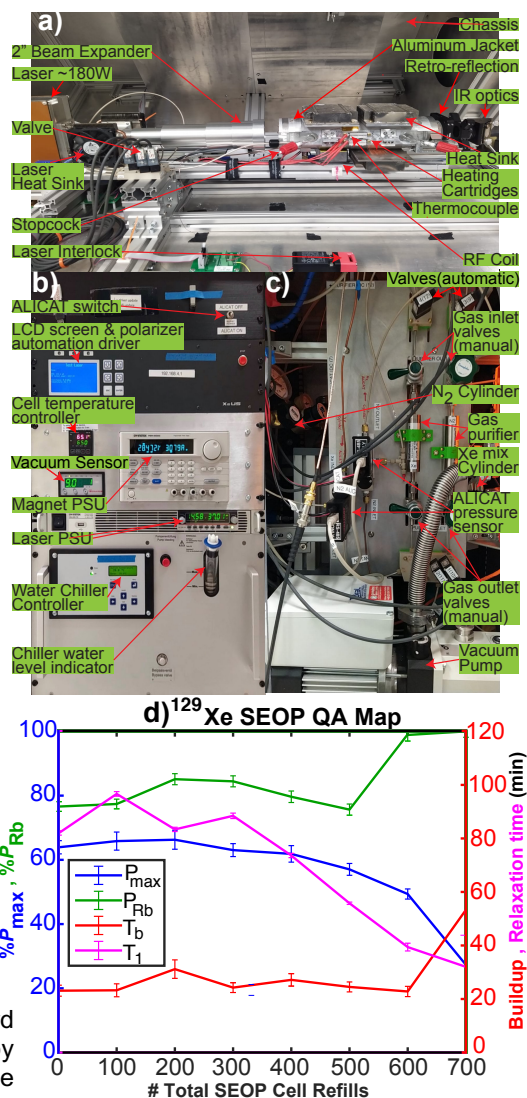 a)
Chassis
2” Beam Expander
Aluminum Jacket
Laser ~180W
Retro-reflection
IR optics
Valve
Laser
Heat Sink
Heat Sink
Heating
Cartridges
Stopcock
Thermocouple
Laser Interlock
RF Coil
b)
ALICAT switch
ALICAT OFF
ALICAT ON
LCD screen & polarizer
automation driver
Cell temperature
controller
Vacuum Sensor
Magnet PSU
Laser PSU
Water Chiller
Controller
Chiller water
level indicator
c)
Valves(automatic)
Gas inlet
valves
(manual)
N2 Cylinder
Gas
purifier
Xe mix
Cylinder
ALICAT
pressure
sensor
Gas outlet
valves
(manual)
Vacuum
Pump
d)¹²⁹Xe SEOP QA Map
100
80
60
40
20
0
%Pmax , %PRb
120
100
80
60
40
20
0
Buildup , Relaxation time (min)
Pmax
PRb
Tb
T1
0 100 200 300 400 500 600 700
# Total SEOP Cell Refills
d
by
e